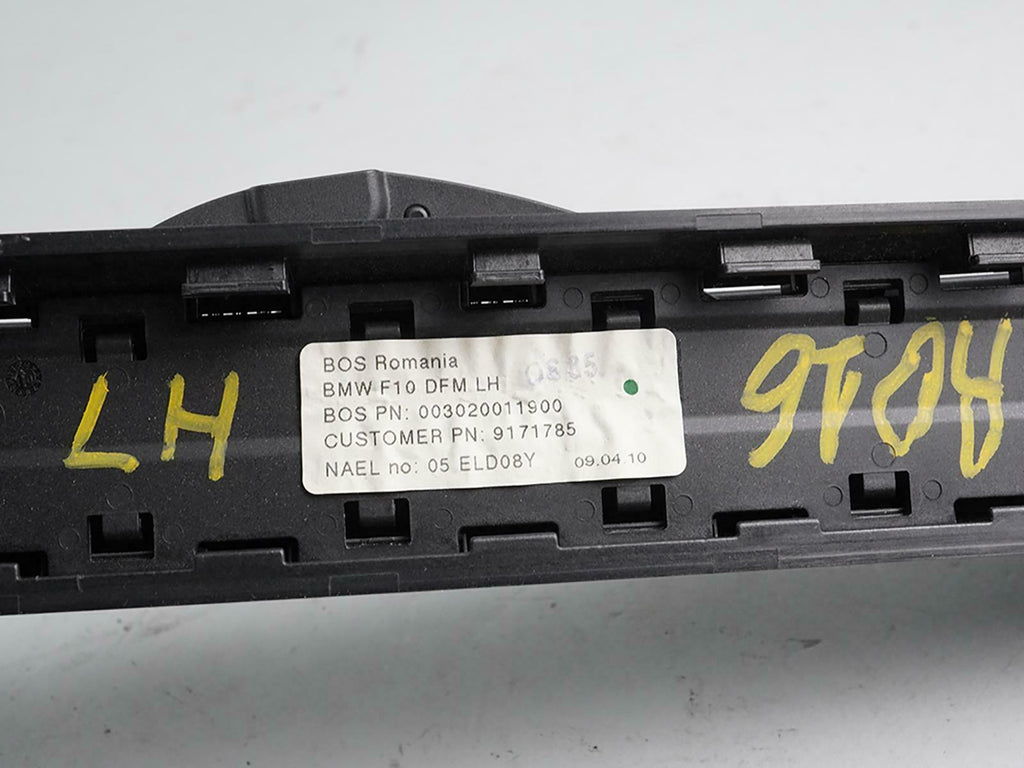 BOS Romania
BMW F10 DFM LH
0885
BOS PN: 003020011900
CUSTOMER PN: 9171785
NAEL no: 05 ELD08Y 09.04.10
LH